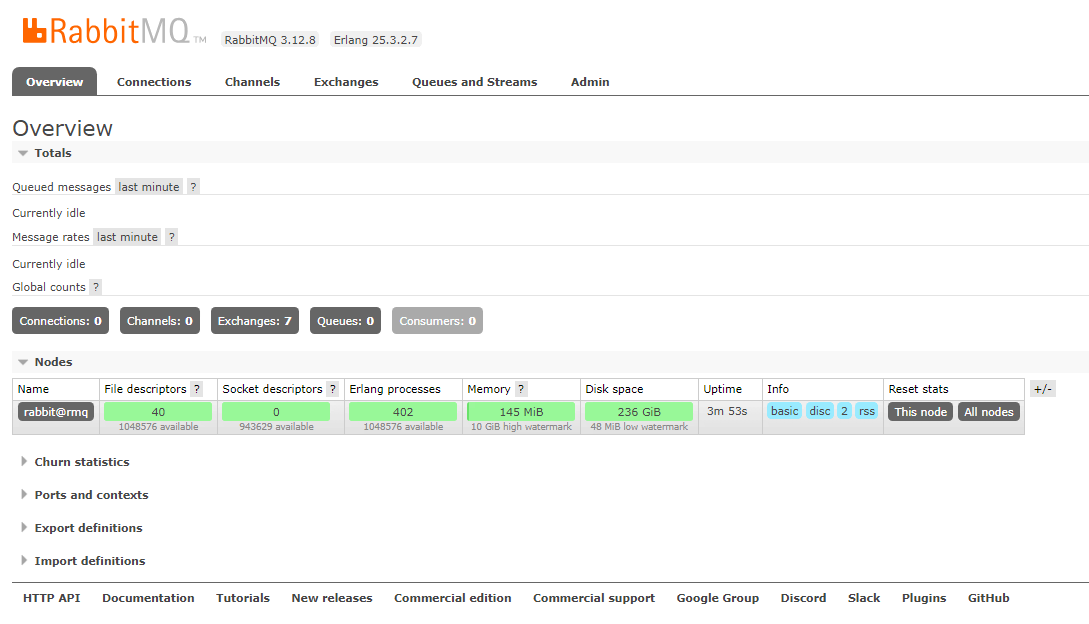 RabbitMQ TM RabbitMQ 3.12.8 Erlang 25.3.2.7
Overview Connections Channels Exchanges Queues and Streams Admin
Overview
Totals
Queued messages last minute ?
Currently idle
Message rates last minute ?
Currently idle
Global counts ?
Connections: 0 Channels: 0 Exchanges: 7 Queues: 0 Consumers: 0
Nodes
Name File descriptors ? Socket descriptors ? Erlang processes Memory ? Disk space Uptime Info Reset stats +/-
rabbit@rmq 40 0 402 145 MiB 236 GiB 3m 53s basic disc 2 rss This node All nodes
1048576 available 943629 available 1048576 available 10 GiB high watermark 48 MiB low watermark
Churn statistics
Ports and contexts
Export definitions
Import definitions
HTTP API Documentation Tutorials New releases Commercial edition Commercial support Google Group Discord Slack Plugins GitHub